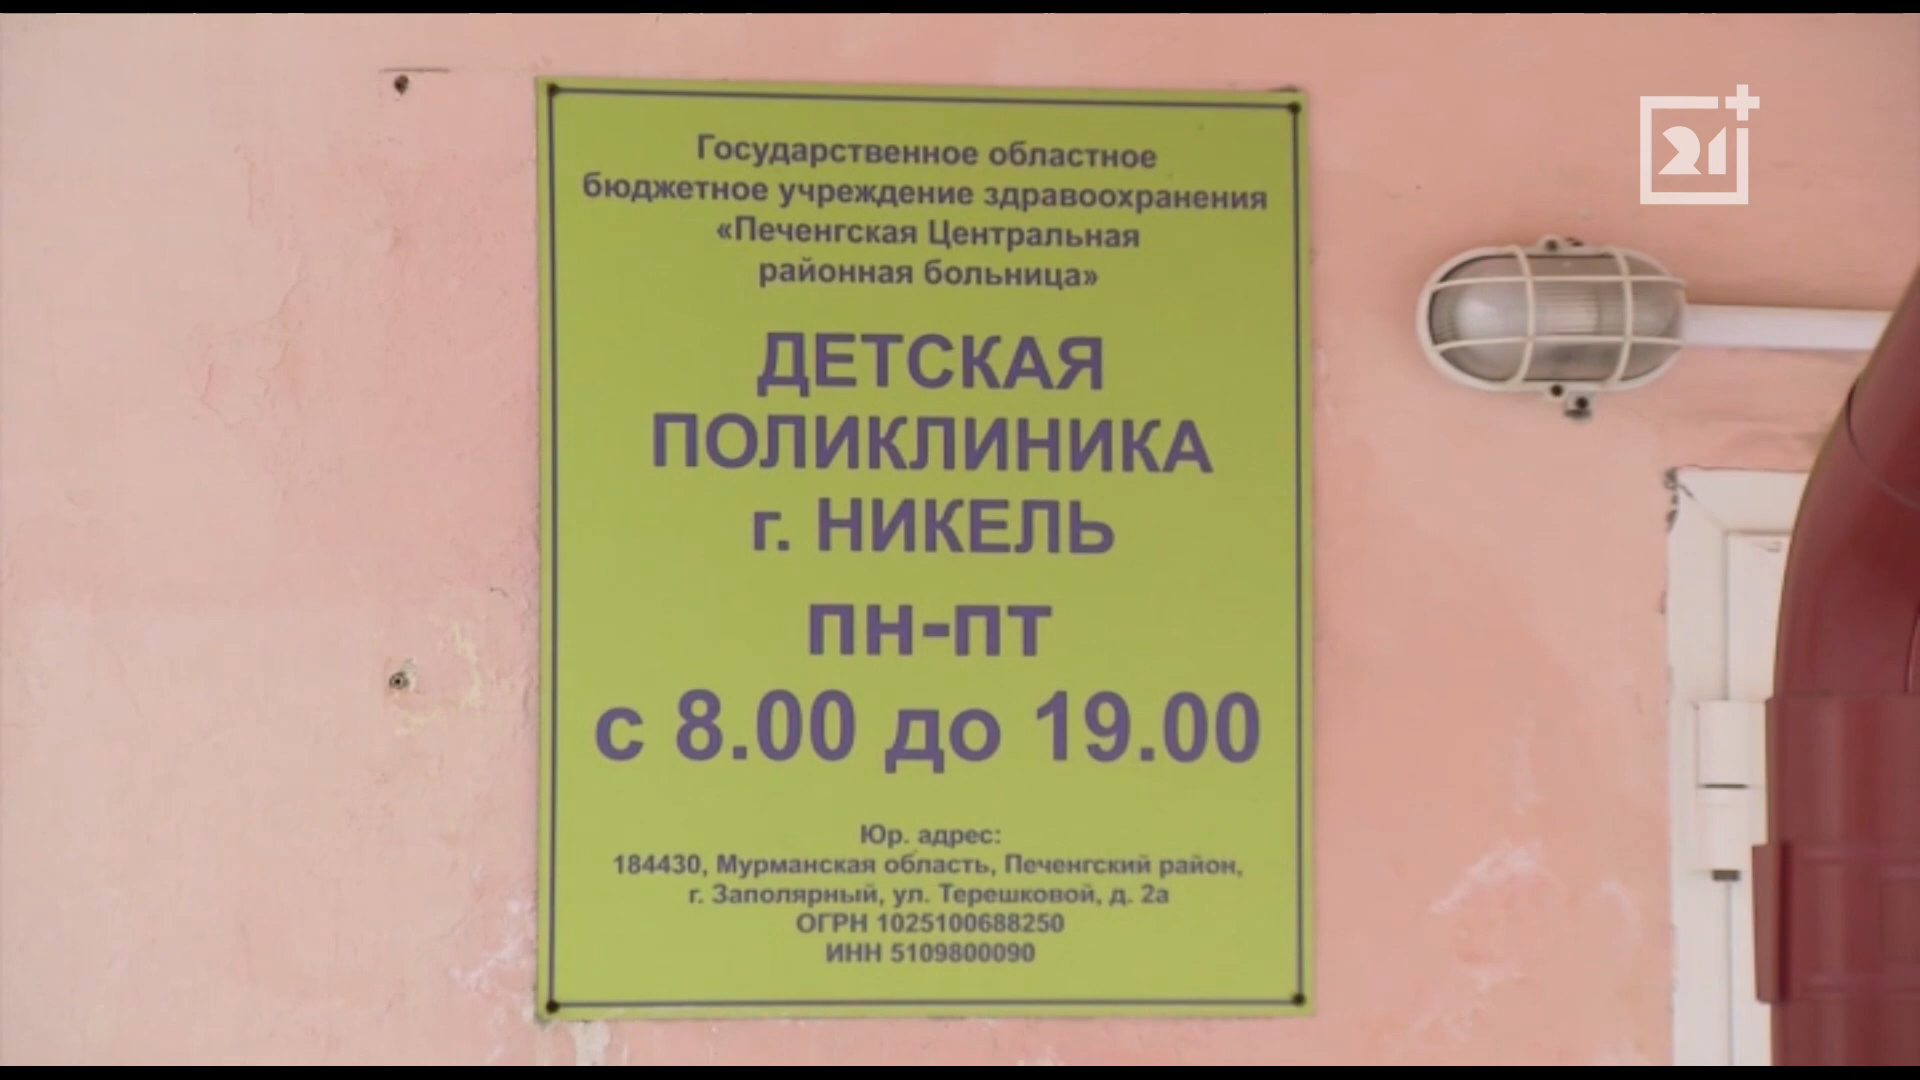 21+
Государственное областное
бюджетное учреждение здравоохранения
«Печенгская Центральная
районная больница»
ДЕТСКАЯ
ПОЛИКЛИНИКА
г. НИКЕЛЬ
пн-пт
с 8.00 до 19.00
Юр. адрес:
184430, Мурманская область, Печенгский район,
г. Заполярный, ул. Терешковой, д. 2а
ОГРН 1025100688250
ИНН 5109800090